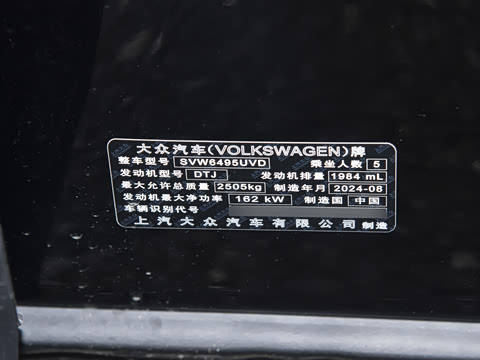 大众汽车(VOLKSWAGEN)牌
整车型号 SVW6495UVD 乘坐人数 5
发动机型号 DTJ 发动机排量 1984 mL
最大允许总质量 2505kg 制造年月 2024-08
发动机最大净功率 162 kW 制造国 中国
车辆识别代号
上汽大众汽车有限公司 制造